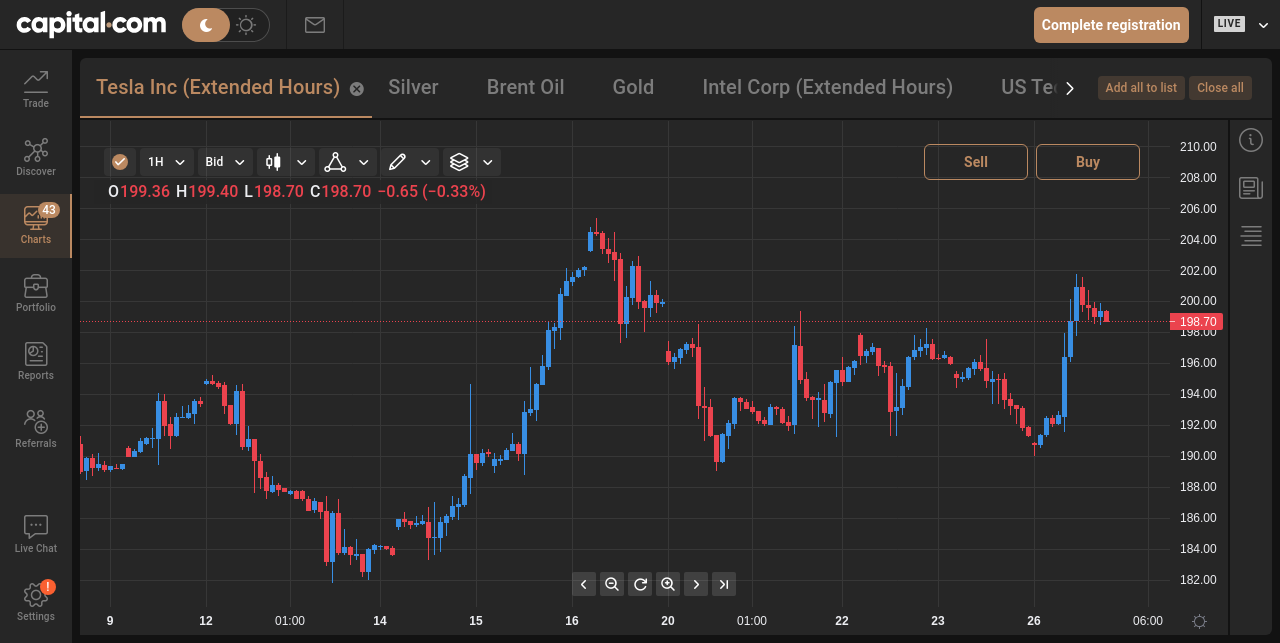 capital.com
Complete registration
LIVE
Trade
Discover
43
Charts
Portfolio
Reports
Referrals
Live Chat
!
Settings
Tesla Inc (Extended Hours) Silver Brent Oil Gold Intel Corp (Extended Hours) US Te
Add all to list Close all
1H Bid
Sell Buy
O199.36 H199.40 L198.70 C198.70 −0.65 (−0.33%)
210.00
208.00
206.00
204.00
202.00
200.00
198.70
198.00
196.00
194.00
192.00
190.00
188.00
186.00
184.00
182.00
9 12 01:00 14 15 16 20 01:00 22 23 26 06:00